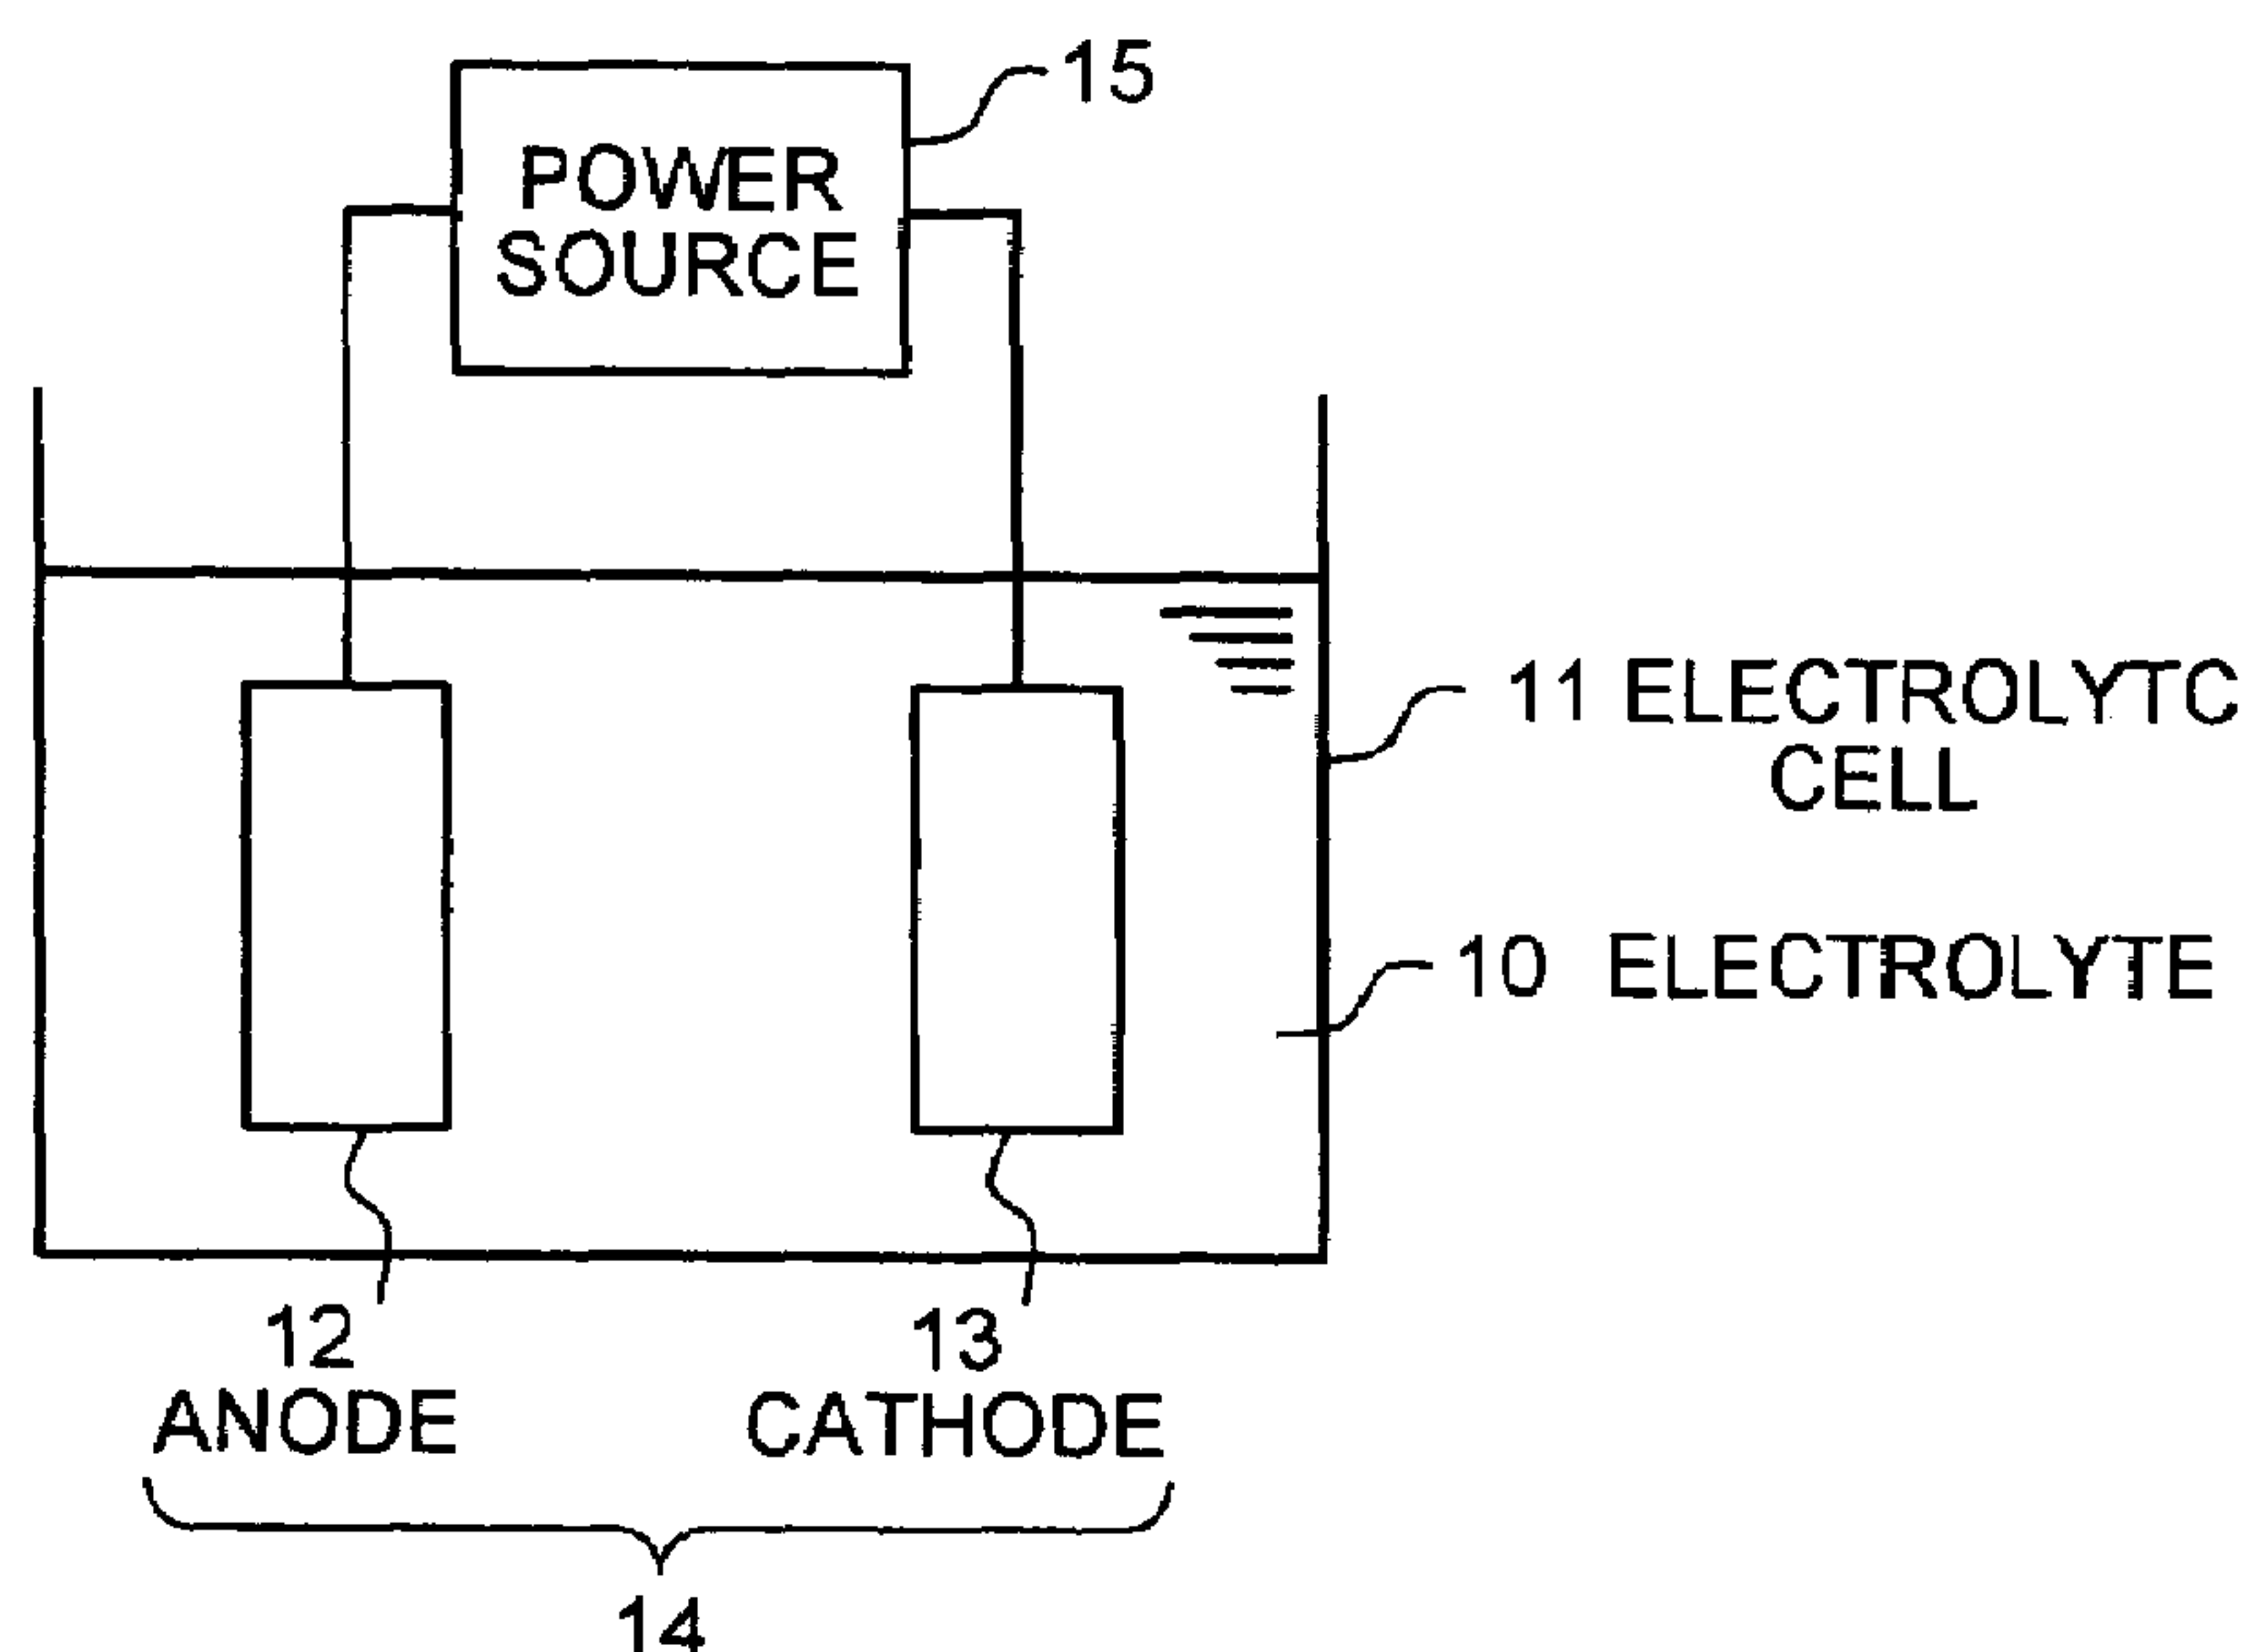 15
POWER
SOURCE
11 ELECTROLYTC
CELL
10 ELECTROLYTE
12
ANODE
13
CATHODE
14